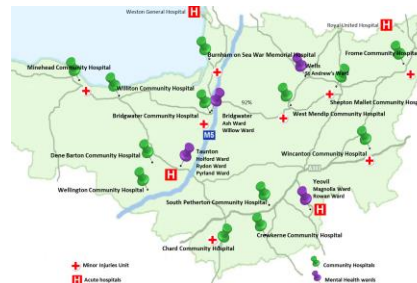 Weston General Hospital
H
Royal United Hospital
H
Burnham on Sea War Memorial Hospital
Wells
St Andrew's Ward
Frome Community Hospital
Minehead Community Hospital
Williton Community Hospital
Shepton Mallet Community Hospital
Bridgwater Community Hospital
Bridgwater
Ash Ward
Willow Ward
West Mendip Community Hospital
M5
Taunton
Holford Ward
Rydon Ward
Pyrland Ward
Wincanton Community Hospital
Dene Barton Community Hospital
H
Wellington Community Hospital
Yeovil
Magnolia Ward
Rowan Ward
South Petherton Community Hospital
H
Crewkerne Community Hospital
Chard Community Hospital
Minor Injuries Unit
Community Hospitals
H
Acute hospitals
Mental Health wards